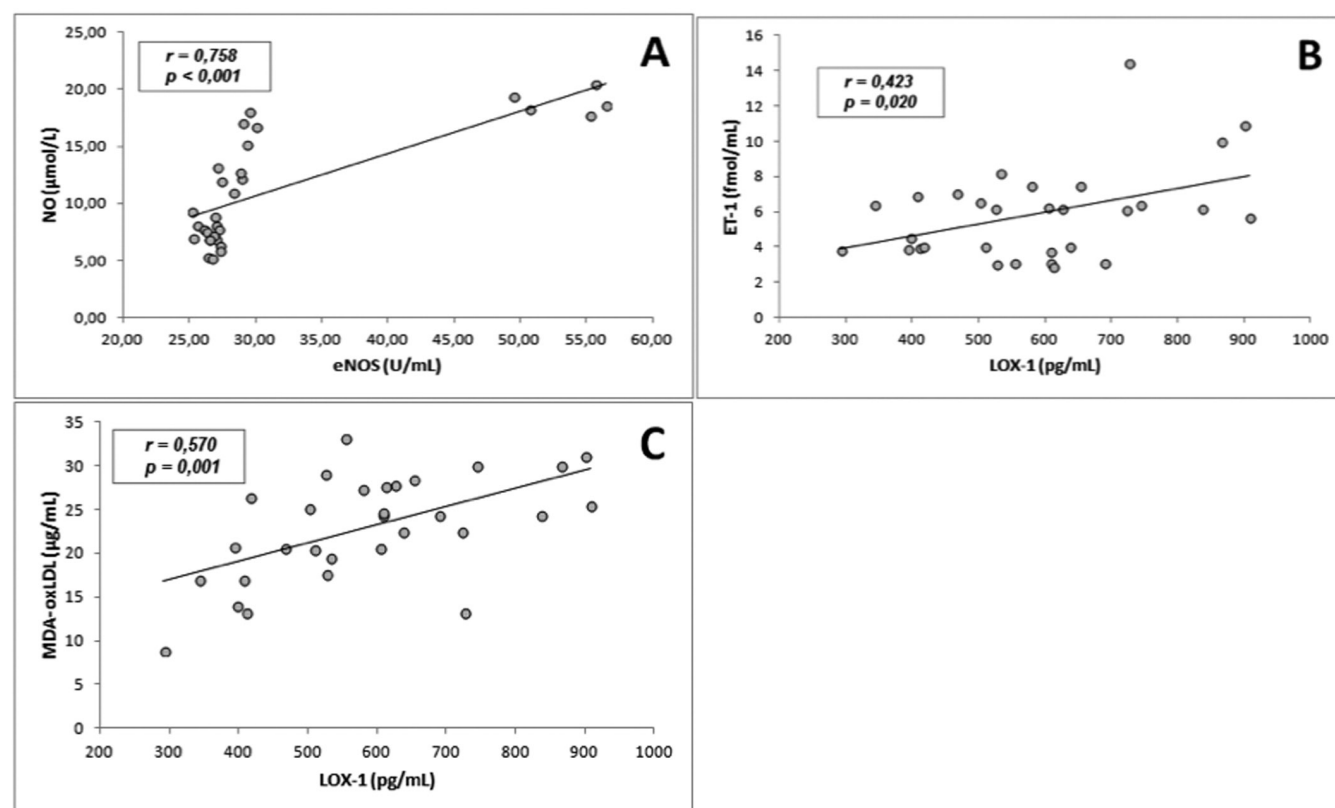 A
r = 0,758
p < 0,001
25,00
20,00
15,00
10,00
5,00
0,00
NO (µmol/L)
20,00 25,00 30,00 35,00 40,00 45,00 50,00 55,00 60,00
eNOS (U/mL)
B
r = 0,423
p = 0,020
16
14
12
10
8
6
4
2
0
ET-1 (fmol/mL)
200 300 400 500 600 700 800 900 1000
LOX-1 (pg/mL)
C
r = 0,570
p = 0,001
35
30
25
20
15
10
5
0
MDA-oxLDL (µg/mL)
200 300 400 500 600 700 800 900 1000
LOX-1 (pg/mL)